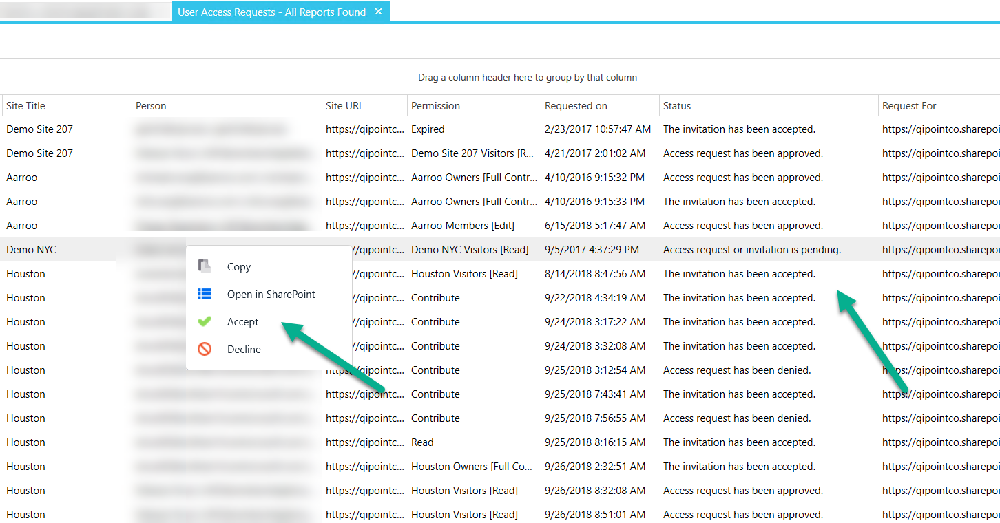 User Access Requests - All Reports Found ×
Drag a column header here to group by that column
Site Title Person Site URL Permission Requested on Status Request For
Demo Site 207 https://qipointc... Expired 2/23/2017 10:57:47 AM The invitation has been accepted. https://qipointco.sharepoi
Demo Site 207 https://qipointc... Demo Site 207 Visitors [R... 4/21/2017 2:01:02 AM Access request has been approved. https://qipointco.sharepoi
Aarroo https://qipointc... Aarroo Owners [Full Contr... 4/10/2016 9:15:32 PM Access request has been approved. https://qipointco.sharepoi
Aarroo https://qipointc... Aarroo Owners [Full Contr... 4/10/2016 9:15:33 PM The invitation has been accepted. https://qipointco.sharepoi
Aarroo https://qipointc... Aarroo Members [Edit] 6/15/2018 5:17:47 AM Access request has been approved. https://qipointco.sharepoi
Demo NYC //qipointc... Demo NYC Visitors [Read] 9/5/2017 4:37:29 PM Access request or invitation is pending. https://qipointco.sharepoi
Copy
Houston //qipointc... Houston Visitors [Read] 8/14/2018 8:47:56 AM The invitation has been accepted. https://qipointco.sharepoi
Open in SharePoint
Houston //qipointc... Contribute 9/22/2018 4:34:19 AM The invitation has been accepted. https://qipointco.sharepoi
Accept
Houston //qipointc... Contribute 9/24/2018 3:17:22 AM The invitation has been accepted. https://qipointco.sharepoi
Decline
Houston //qipointc... Contribute 9/24/2018 3:32:08 AM The invitation has been accepted. https://qipointco.sharepoi
Houston https://qipointc... Contribute 9/25/2018 3:12:54 AM Access request has been denied. https://qipointco.sharepoi
Houston https://qipointc... Contribute 9/25/2018 7:43:41 AM The invitation has been accepted. https://qipointco.sharepoi
Houston https://qipointc... Contribute 9/25/2018 7:56:55 AM Access request has been denied. https://qipointco.sharepoi
Houston https://qipointc... Read 9/25/2018 8:16:15 AM The invitation has been accepted. https://qipointco.sharepoi
Houston https://qipointc... Houston Owners [Full Co... 9/26/2018 2:32:51 AM The invitation has been accepted. https://qipointco.sharepoi
Houston https://qipointc... Houston Visitors [Read] 9/26/2018 8:32:08 AM Access request has been approved. https://qipointco.sharepoi
Houston https://qipointc... Houston Visitors [Read] 9/26/2018 8:51:01 AM Access request has been approved. https://qipointco.sharepoi